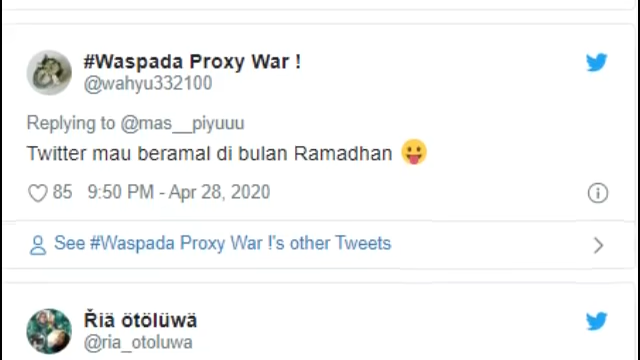 #Waspada Proxy War !
@wahyu332100
Replying to @mas__piyuuu
Twitter mau beramal di bulan Ramadhan 😛
85 9:50 PM - Apr 28, 2020
See #Waspada Proxy War !'s other Tweets
Řiä ötölüwä
@ria_otoluwa